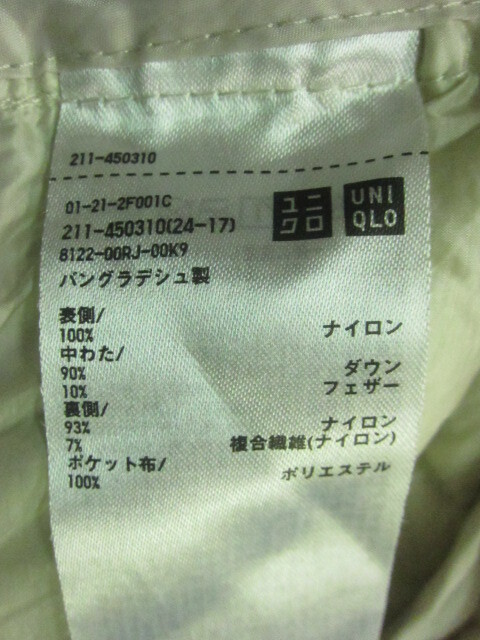 211-450310
01-21-2F001C
ユニ
クロ
UNI
QLO
211-450310(24-17)
8122-00RJ-00K9
バングラデシュ製
表側/
100% ナイロン
中わた/
90% ダウン
10% フェザー
裏側/
93% ナイロン
7% 複合繊維(ナイロン)
ポケット布/
100% ポリエステル